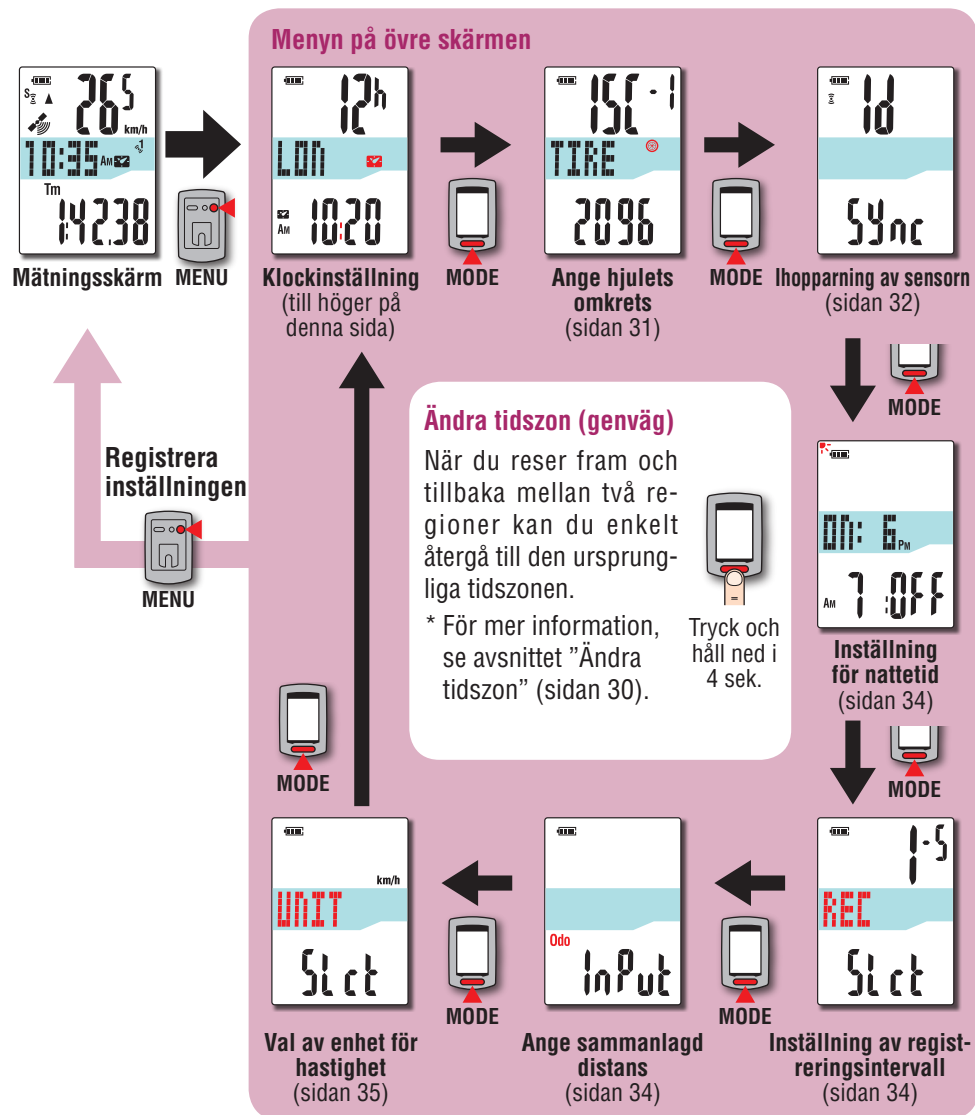 Menyn på övre skärmen
S
26 5
km/h
10:35 AM
1
Tm
1:42.38
Mätningsskärm
MENU
12h
LON
AM
10:20
Klockinställning
(till höger på
denna sida)
MODE
ISC - 1
TIRE
2096
Ange hjulets
omkrets
(sidan 31)
MODE
Id
SYnc
Ihopparning av sensorn
(sidan 32)
MODE
ON: 6 PM
AM 7 :OFF
Inställning
för nattetid
(sidan 34)
MODE
Registrera
inställningen
MENU
Ändra tidszon (genväg)
När du reser fram och
tillbaka mellan två re-
gioner kan du enkelt
återgå till den ursprung-
liga tidszonen.
* För mer information,
se avsnittet ”Ändra
tidszon” (sidan 30).
Tryck och
håll ned i
4 sek.
MODE
1-S
REC
Slct
Inställning av regist-
reringsintervall
(sidan 34)
MODE
Odo
InPut
Ange sammanlagd
distans
(sidan 34)
MODE
km/h
UNIT
Slct
Val av enhet för
hastighet
(sidan 35)